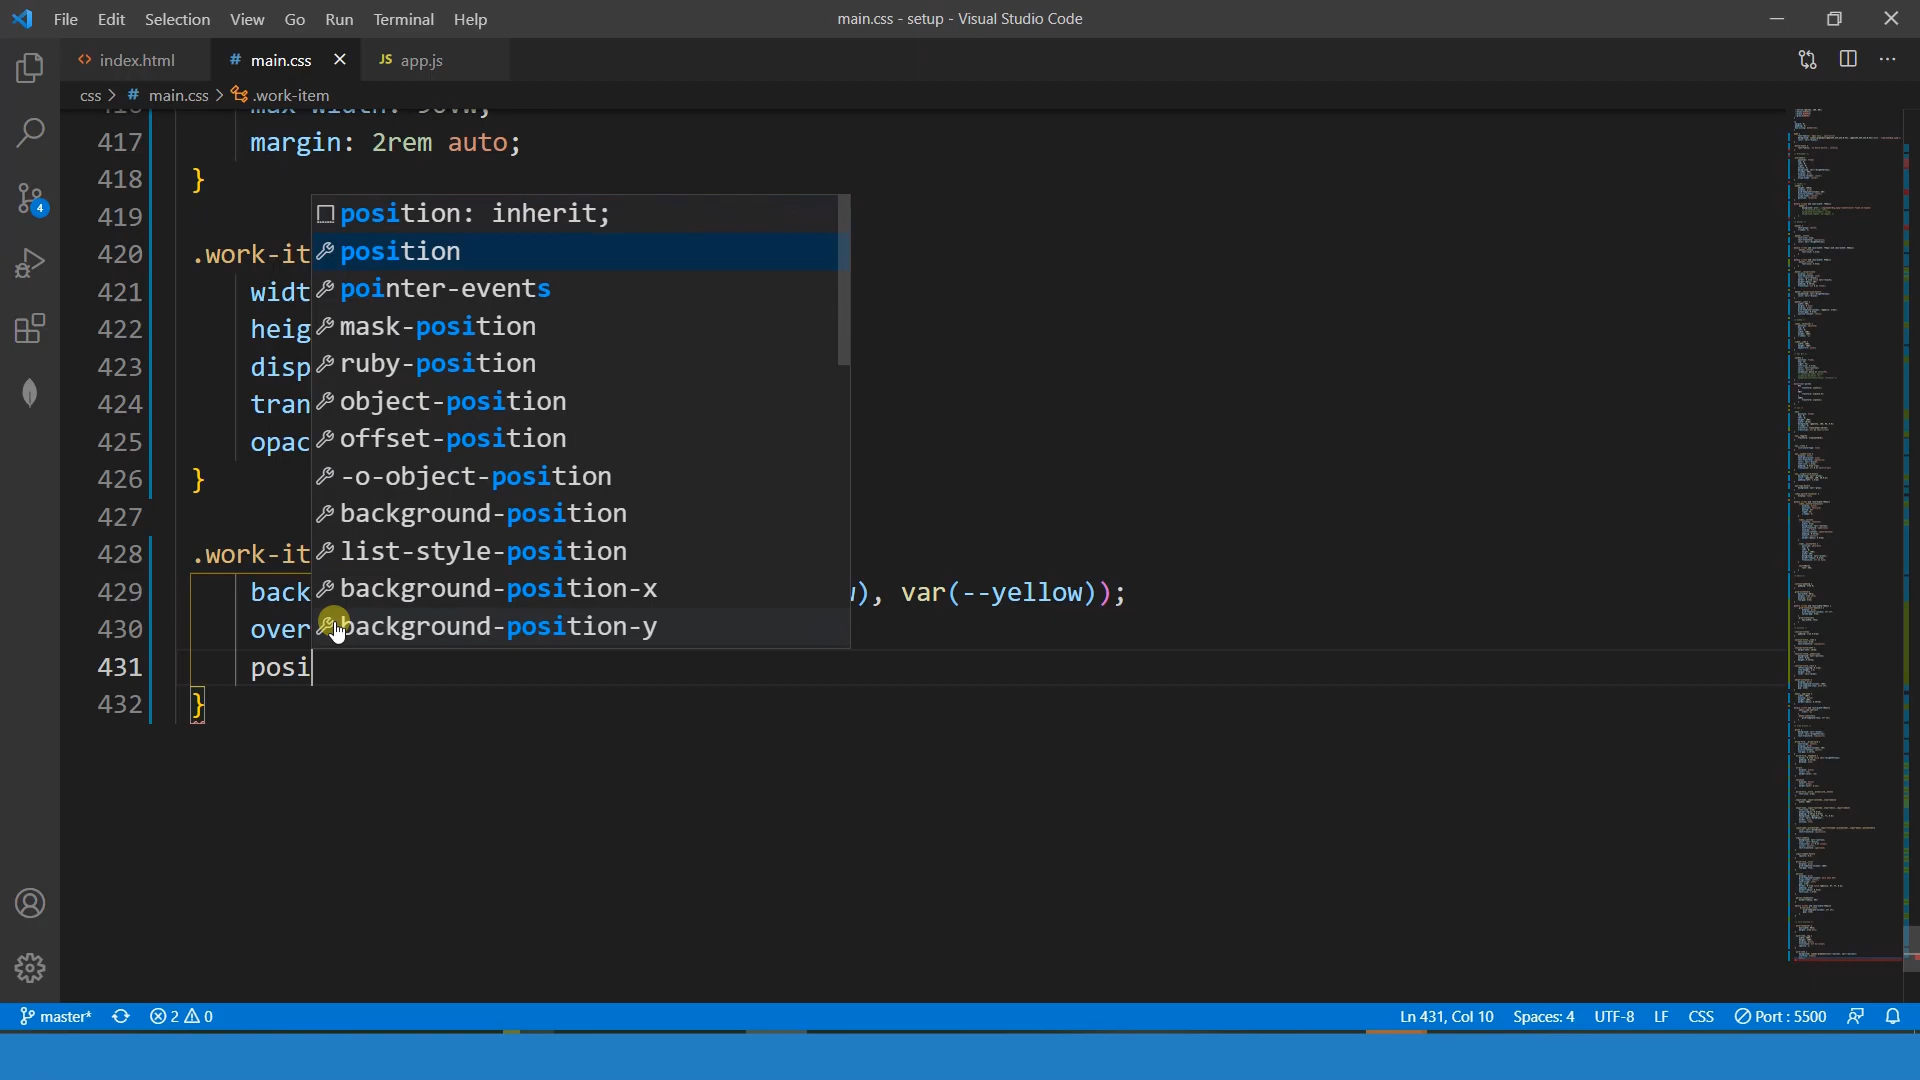 File Edit Selection View Go Run Terminal Help
main.css - setup - Visual Studio Code
index.html
# main.css
JS app.js
css > # main.css > .work-item
417 margin: 2rem auto;
418 }
419
420 .work-it
421 widt
422 heig
423 disp
424 tran
425 opac
426 }
427
428 .work-it
429 back ), var(--yellow));
430 over
431 posi
432 }
position: inherit;
position
pointer-events
mask-position
ruby-position
object-position
offset-position
-o-object-position
background-position
list-style-position
background-position-x
background-position-y
4
master* 2 0
Ln 431, Col 10 Spaces: 4 UTF-8 LF CSS Port : 5500